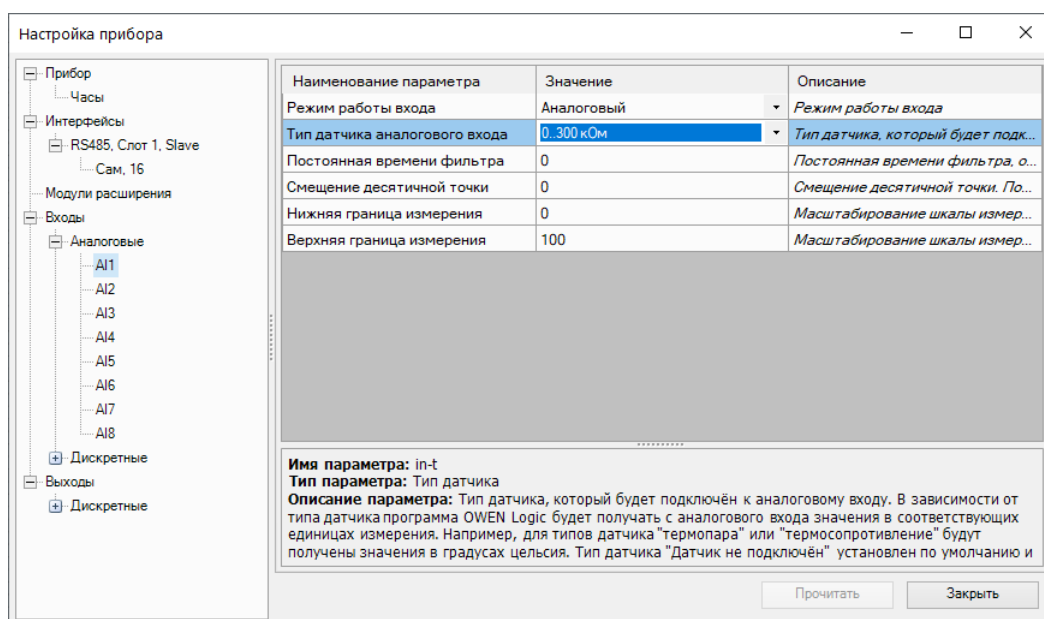 Настройка прибора
Прибор
Часы
Интерфейсы
RS485, Слот 1, Slave
Сам, 16
Модули расширения
Входы
Аналоговые
AI1
AI2
AI3
AI4
AI5
AI6
AI7
AI8
Дискретные
Выходы
Дискретные
Наименование параметра Значение Описание
Режим работы входа Аналоговый Режим работы входа
Тип датчика аналогового входа 0..300 кОм Тип датчика, который будет подк...
Постоянная времени фильтра 0 Постоянная времени фильтра, о...
Смещение десятичной точки 0 Смещение десятичной точки. По...
Нижняя граница измерения 0 Масштабирование шкалы измер...
Верхняя граница измерения 100 Масштабирование шкалы измер...
Имя параметра: in-t
Тип параметра: Тип датчика
Описание параметра: Тип датчика, который будет подключён к аналоговому входу. В зависимости от
типа датчика программа OWEN Logic будет получать с аналогового входа значения в соответствующих
единицах измерения. Например, для типов датчика "термопара" или "термосопротивление" будут
получены значения в градусах цельсия. Тип датчика "Датчик не подключён" установлен по умолчанию и
Прочитать Закрыть